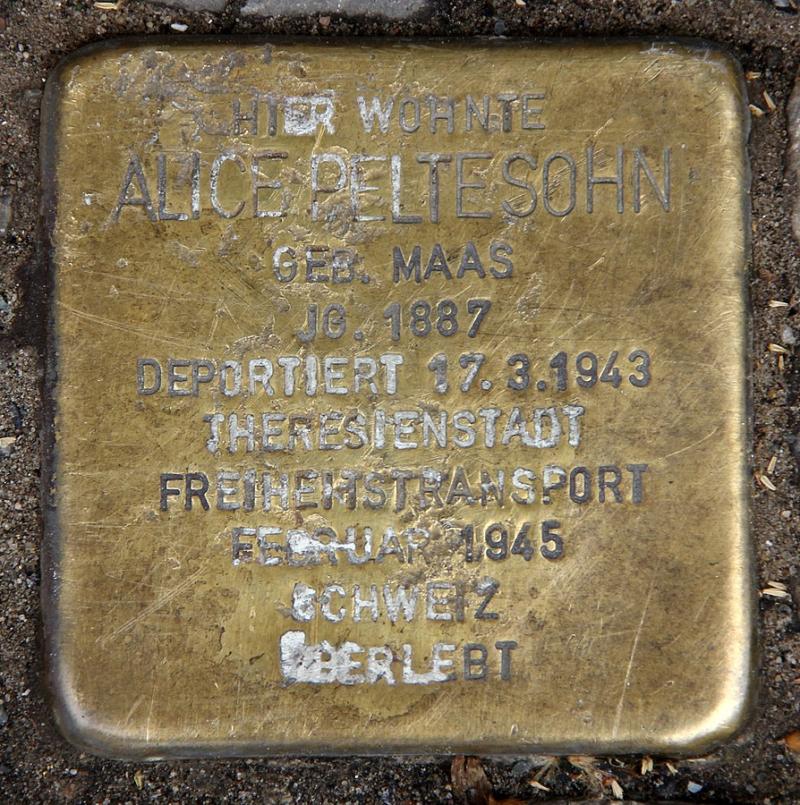 HIER WOHNTE
ALICE PELTESOHN
GEB. MAAS
JG. 1887
DEPORTIERT 17.3.1943
THERESIENSTADT
FREIHEITSTRANSPORT
FEBRUAR 1945
SCHWEIZ
ÜBERLEBT